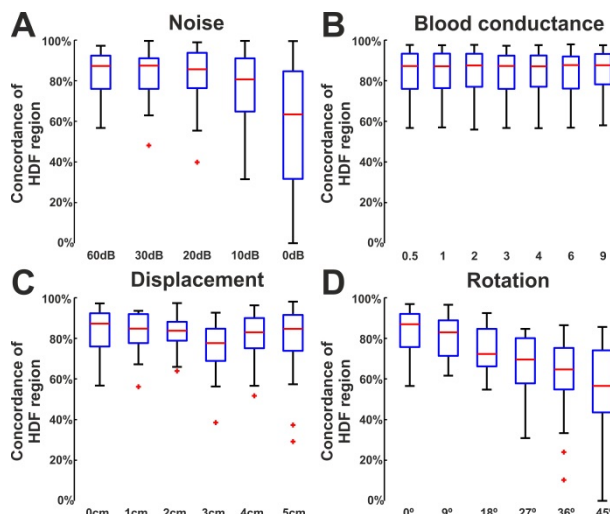 A Noise
Concordance of
HDF region
100%
80%
60%
40%
20%
0%
60dB 30dB 20dB 10dB 0dB
B Blood conductance
Concordance of
HDF region
100%
80%
60%
40%
20%
0%
0.5 1 2 3 4 6 9
C Displacement
Concordance of
HDF region
100%
80%
60%
40%
20%
0%
0cm 1cm 2cm 3cm 4cm 5cm
D Rotation
Concordance of
HDF region
100%
80%
60%
40%
20%
0%
0º 9º 18º 27º 36º 45º